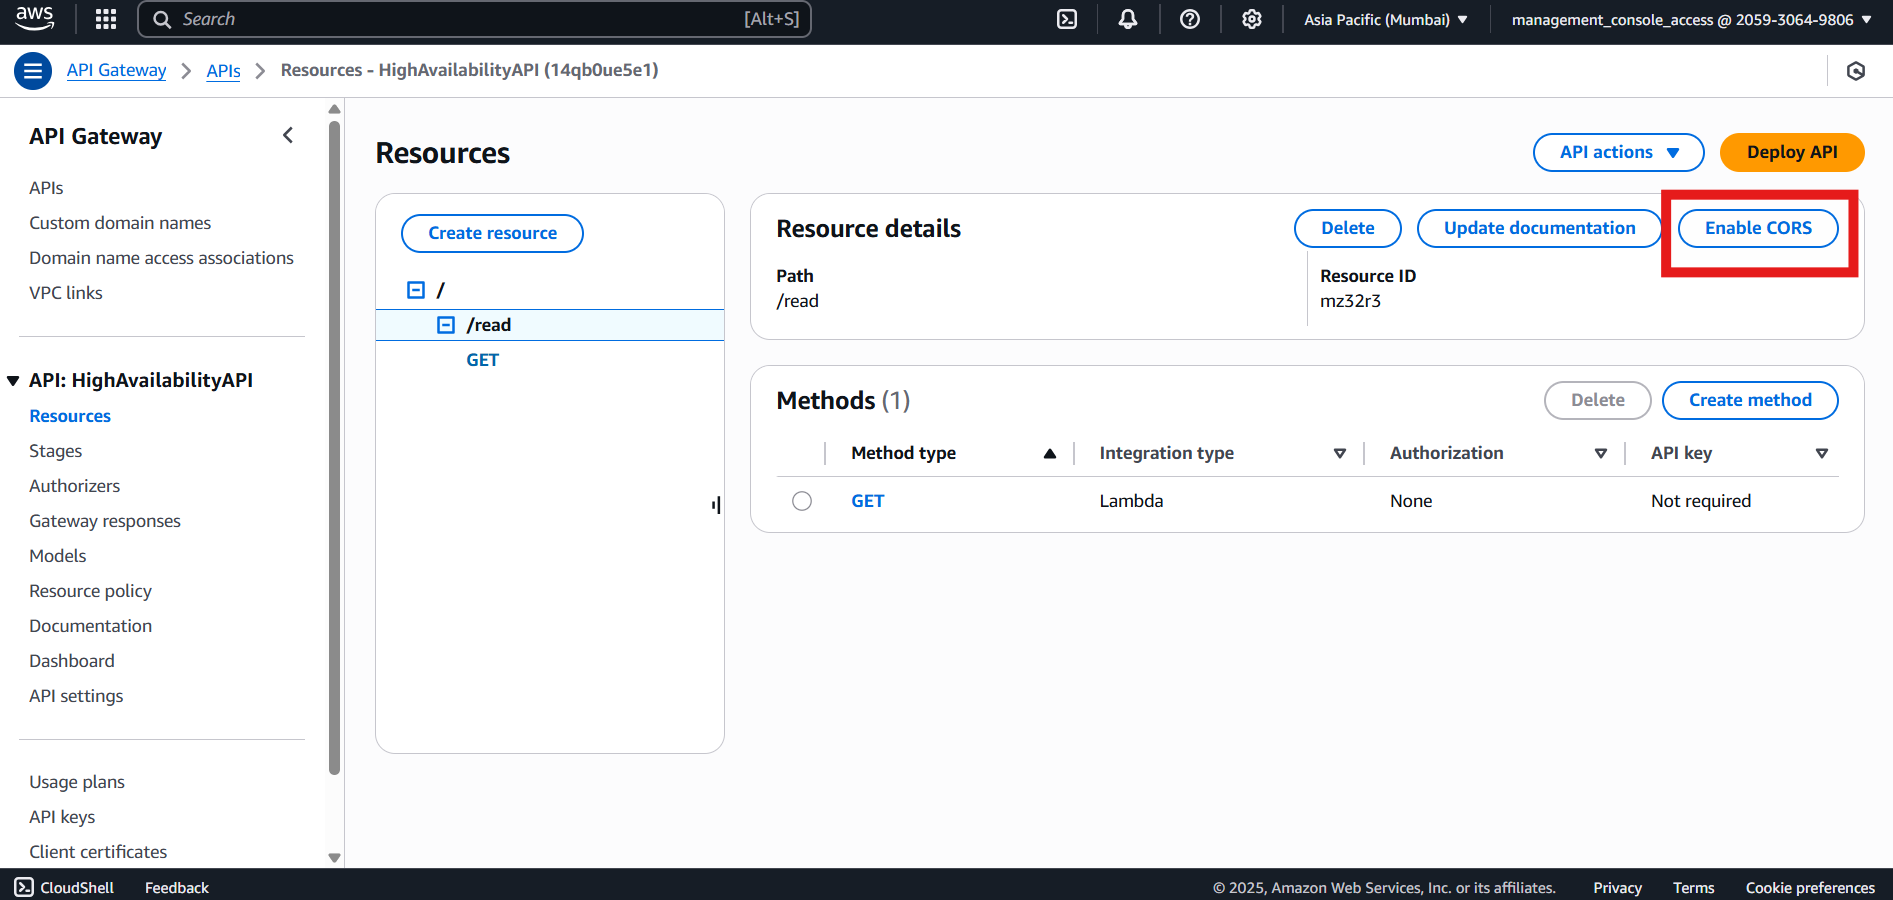 aws
Search [Alt+S]
Asia Pacific (Mumbai) management_console_access @ 2059-3064-9806
API Gateway APIs Resources - HighAvailabilityAPI (14qb0ue5e1)
API Gateway
APIs
Custom domain names
Domain name access associations
VPC links
API: HighAvailabilityAPI
Resources
Stages
Authorizers
Gateway responses
Models
Resource policy
Documentation
Dashboard
API settings
Usage plans
API keys
Client certificates
Resources
API actions Deploy API
Create resource
/
/read
GET
Resource details
Delete Update documentation Enable CORS
Path
/read
Resource ID
mz32r3
Methods (1)
Delete Create method
Method type Integration type Authorization API key
GET Lambda None Not required
CloudShell Feedback
© 2025, Amazon Web Services, Inc. or its affiliates. Privacy Terms Cookie preferences